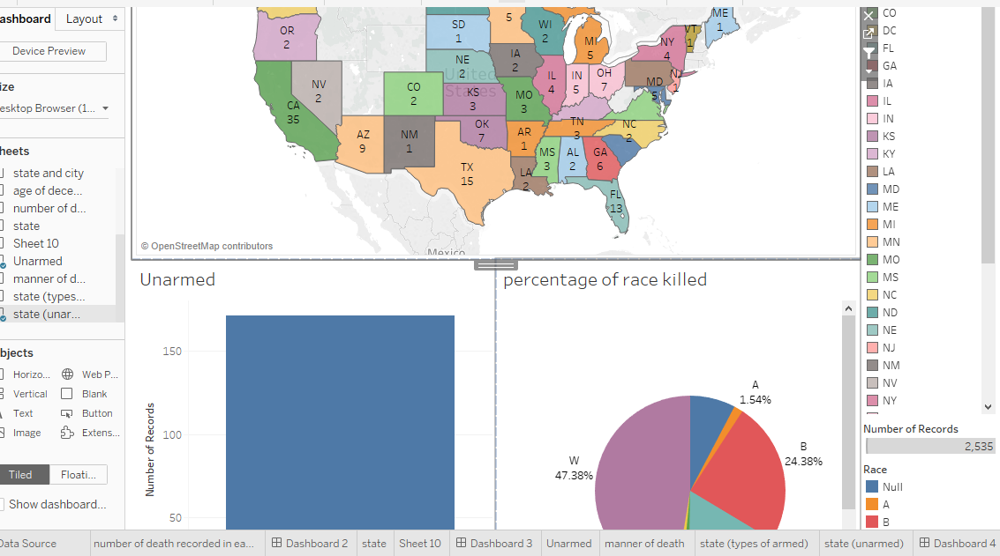 ashboard
Layout
Device Preview
ize
esktop Browser (1...
heets
state and city
age of dece...
number of d...
state
Sheet 10
Unarmed
manner of d...
state (types...
state (unar...
bjects
Horizo...
Web P...
Vertical
Blank
Text
Button
Image
Extens...
Tiled
Floati...
Show dashboard...
OR
2
SD
1
5
WI
2
MI
5
ME
1
VT
1
NY
4
NE
2
IA
2
IL
4
IN
5
OH
7
MD
5
NJ
1
NV
2
CA
35
CO
2
KS
3
MO
3
United
States
AZ
9
NM
1
OK
7
AR
1
TN
3
NC
2
TX
15
LA
2
MS
3
AL
2
GA
6
FL
13
Mexico
© OpenStreetMap contributors
Unarmed
Number of Records
150
100
50
percentage of race killed
A
1.54%
B
24.38%
W
47.38%
CO
DC
FL
GA
IA
IL
IN
KS
KY
LA
MD
ME
MI
MN
MO
MS
NC
ND
NE
NJ
NM
NV
NY
Number of Records
2,535
Race
Null
A
B
Data Source
number of death recorded in ea...
Dashboard 2
state
Sheet 10
Dashboard 3
Unarmed
manner of death
state (types of armed)
state (unarmed)
Dashboard 4